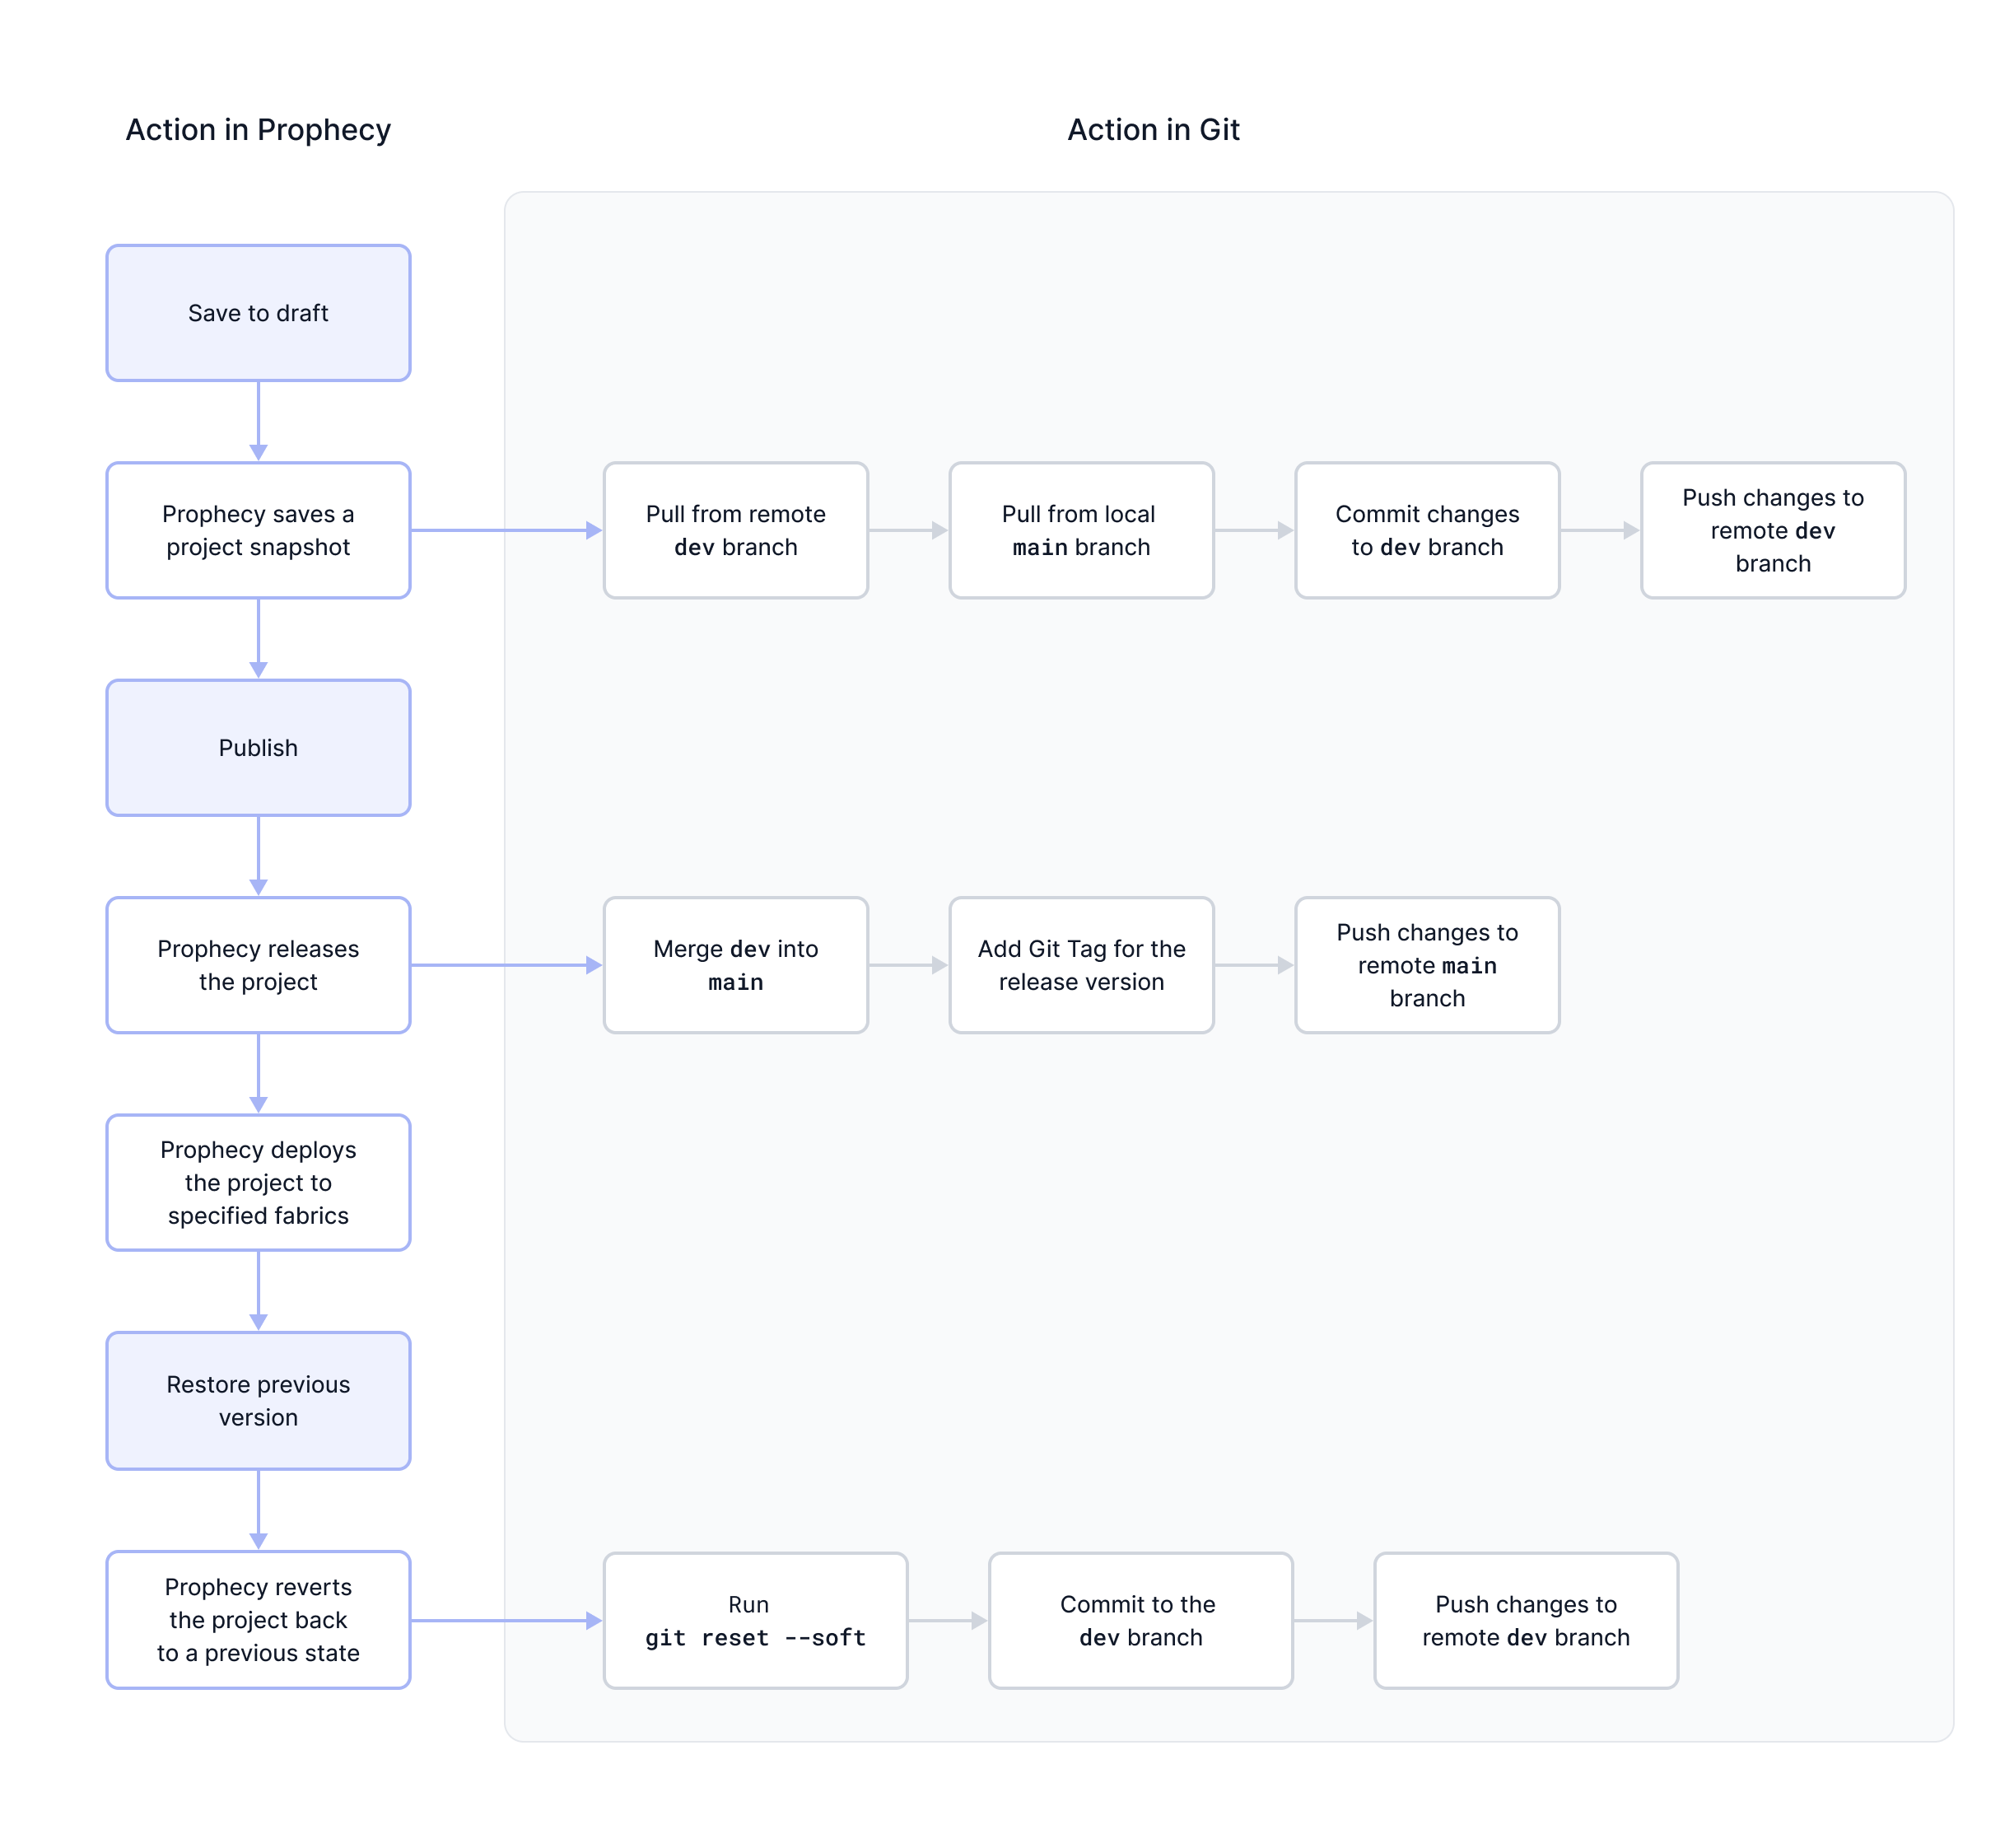 Action in Prophecy
Action in Git
Save to draft
Prophecy saves a
project snapshot
Pull from remote
dev branch
Pull from local
main branch
Commit changes
to dev branch
Push changes to
remote dev
branch
Publish
Prophecy releases
the project
Merge dev into
main
Add Git Tag for the
release version
Push changes to
remote main
branch
Prophecy deploys
the project to
specified fabrics
Restore previous
version
Prophecy reverts
the project back
to a previous state
Run
git reset --soft
Commit to the
dev branch
Push changes to
remote dev branch